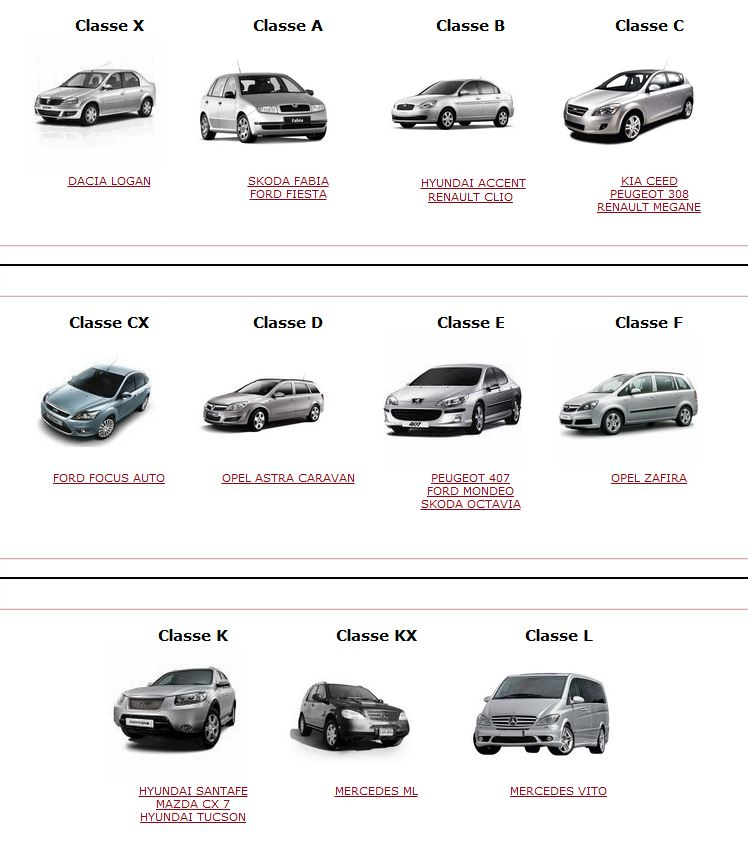 Classe X Classe A Classe B Classe C
Fabia
DACIA LOGAN
SKODA FABIA
FORD FIESTA
HYUNDAI ACCENT
RENAULT CLIO
KIA CEED
PEUGEOT 308
RENAULT MEGANE
Classe CX Classe D Classe E Classe F
407
FORD FOCUS AUTO
OPEL ASTRA CARAVAN
PEUGEOT 407
FORD MONDEO
SKODA OCTAVIA
OPEL ZAFIRA
Classe K Classe KX Classe L
HYUNDAI SANTAFE
MAZDA CX 7
HYUNDAI TUCSON
MERCEDES ML
MERCEDES VITO